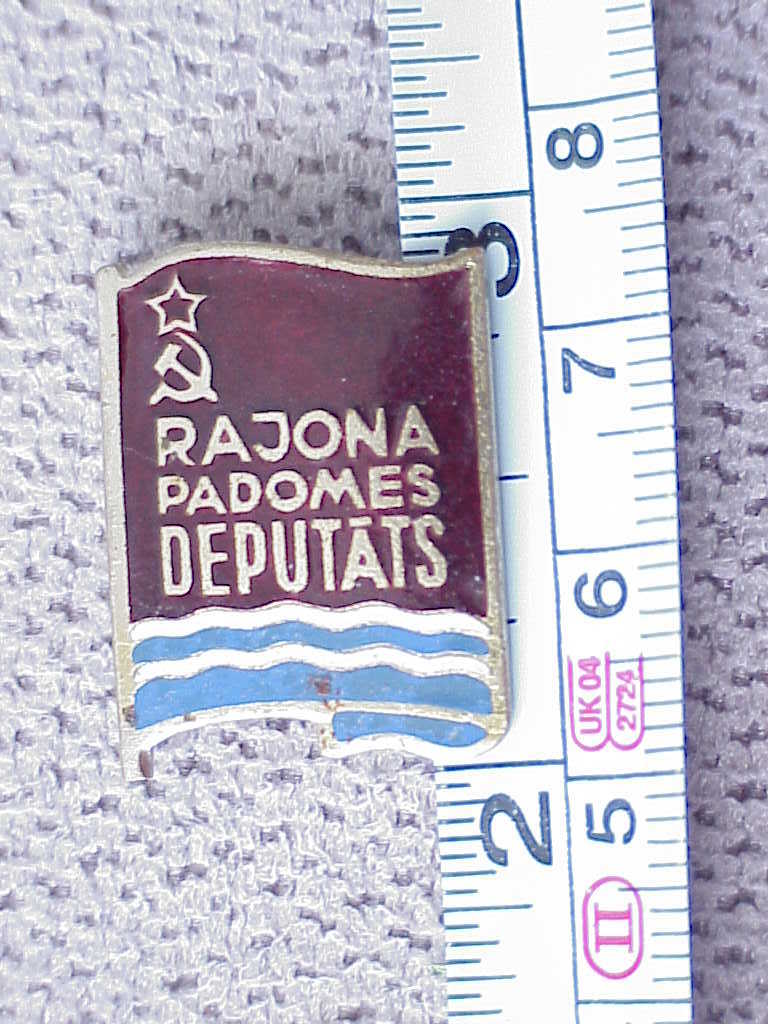 RAJONA
PADOMES
DEPUTĀTS
8
3
7
6
UK 04
2724
2
5
II